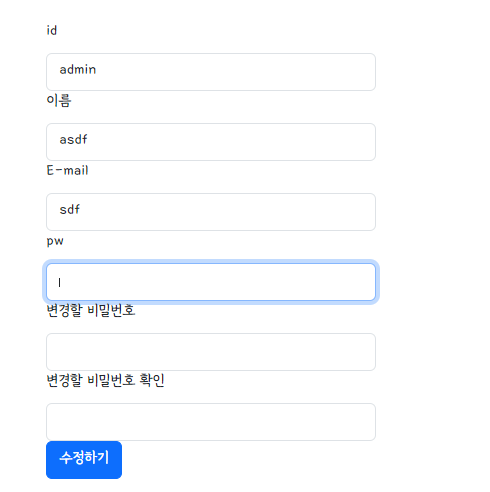 id
admin
이름
asdf
E-mail
sdf
pw
변경할 비밀번호
변경할 비밀번호 확인
수정하기